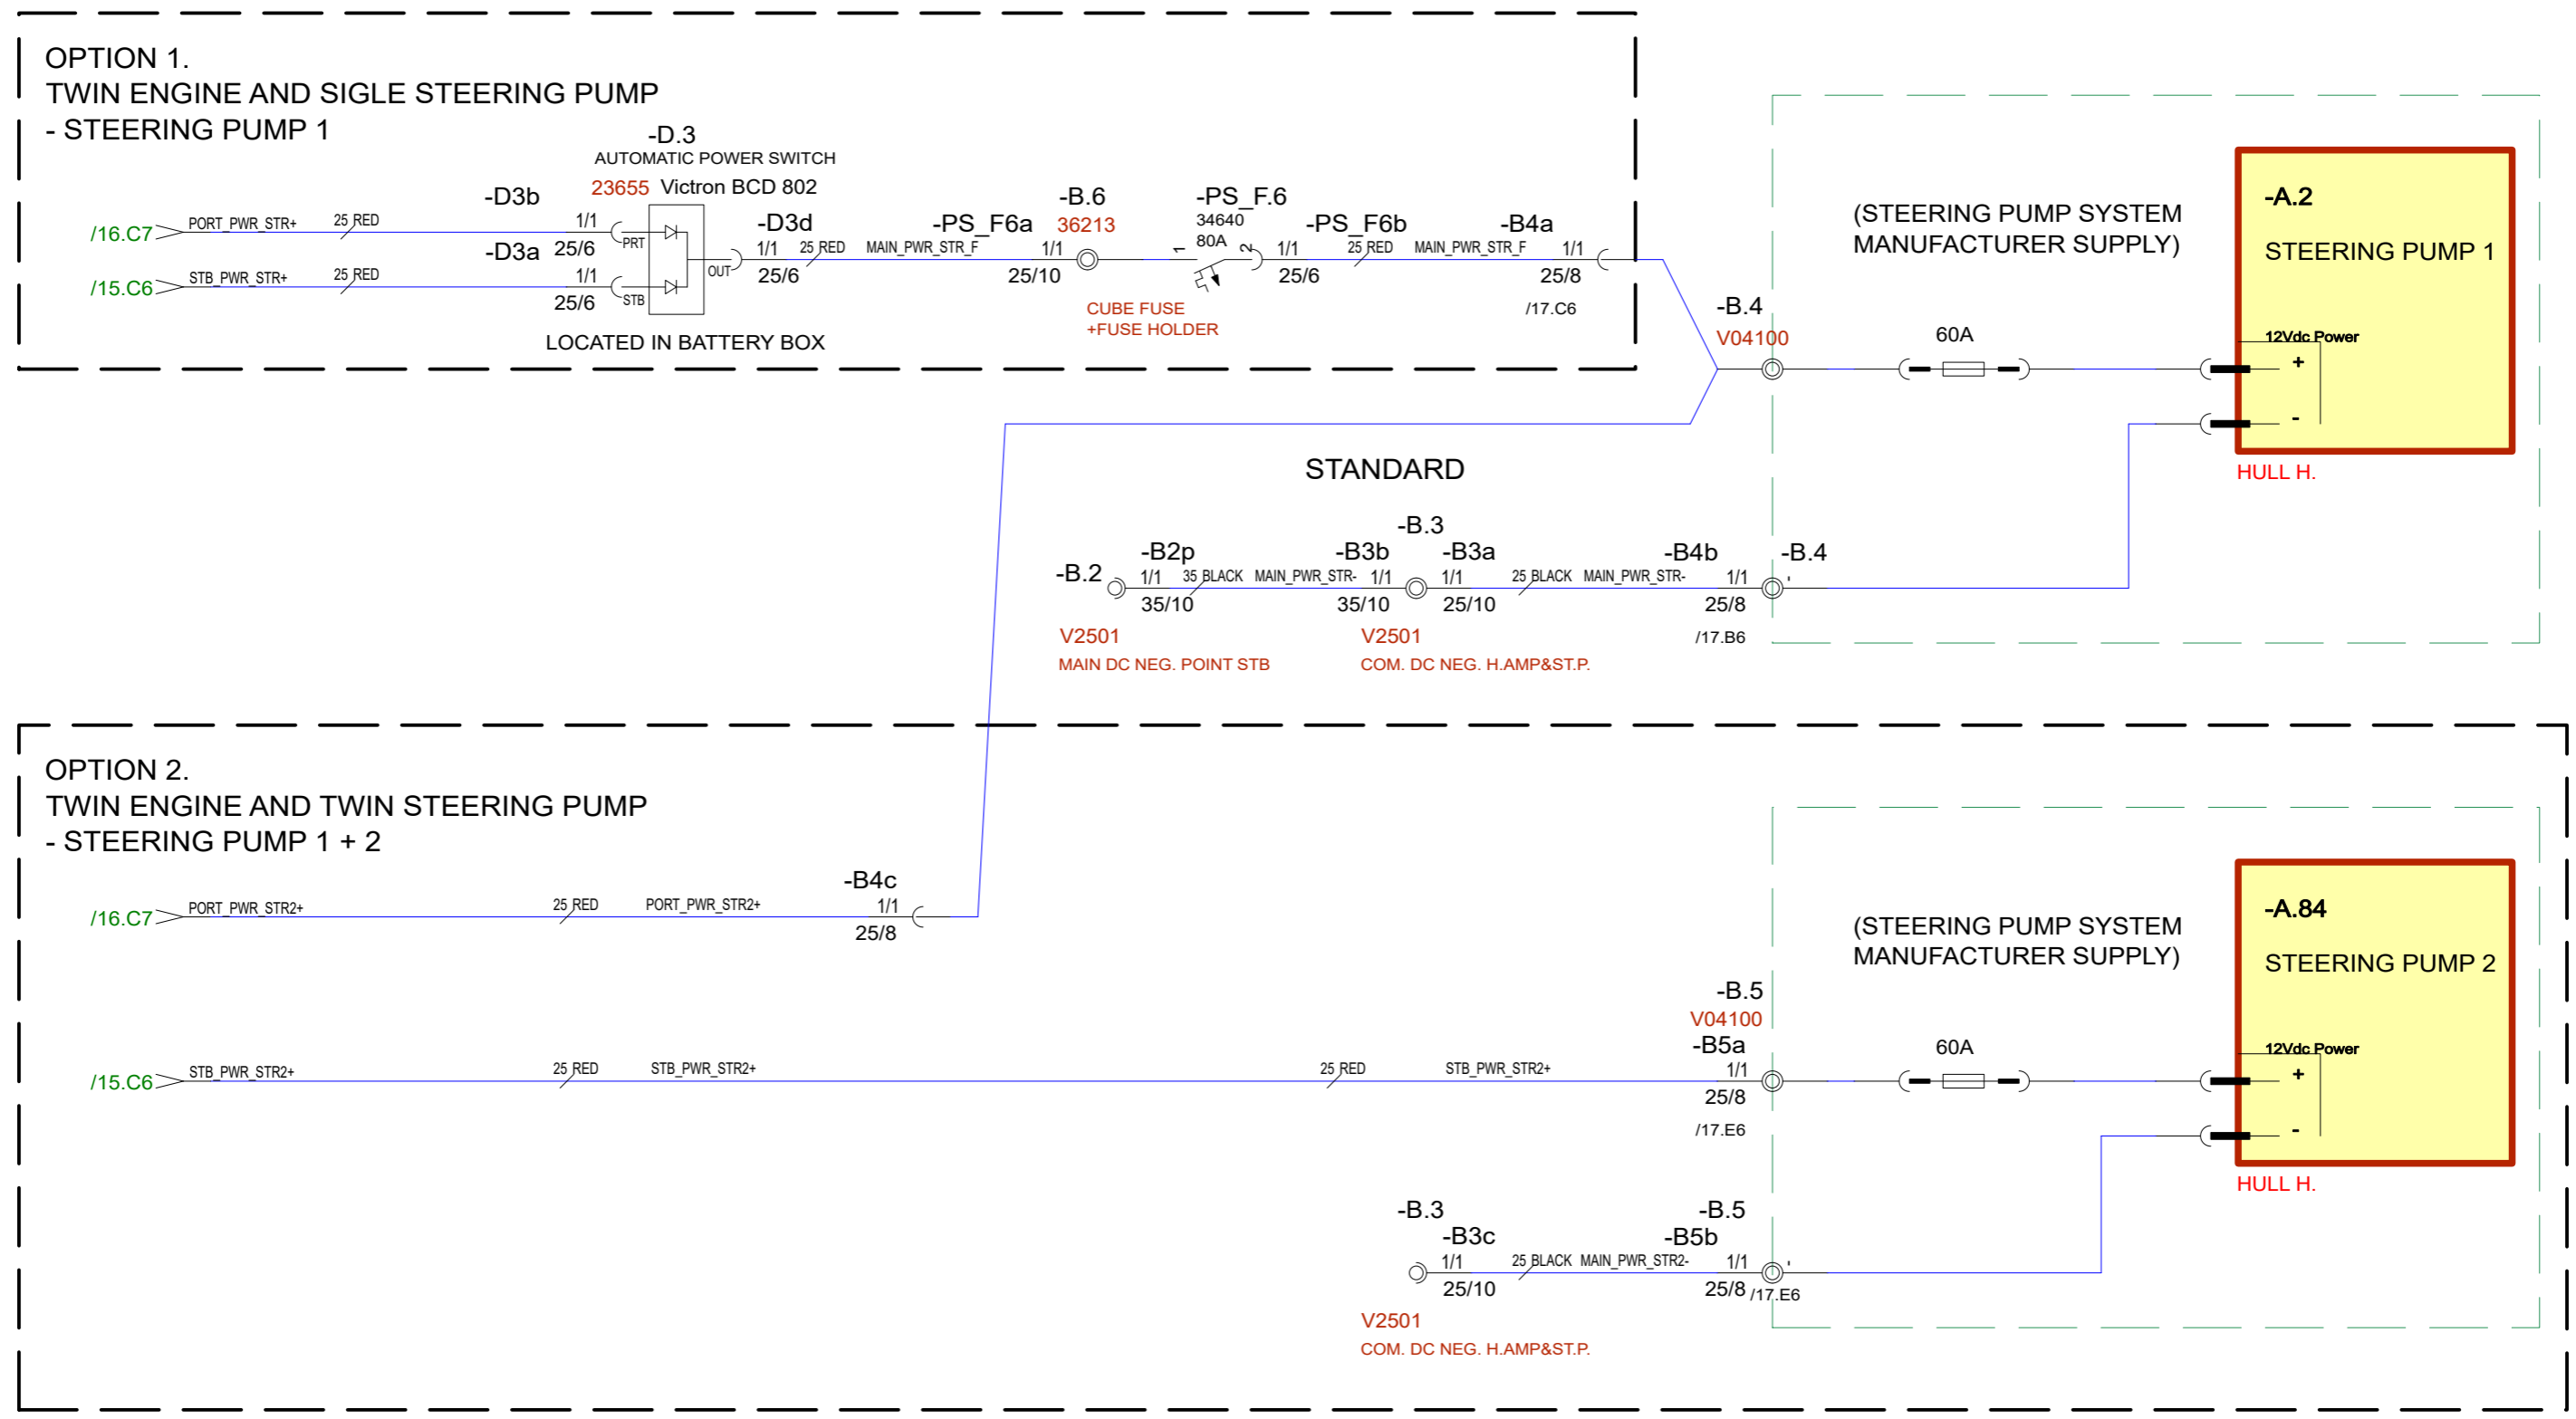 OPTION 1.
TWIN ENGINE AND SIGLE STEERING PUMP
- STEERING PUMP 1
-D.3
AUTOMATIC POWER SWITCH
23655 Victron BCD 802
-D3b
/16.C7 PORT_PWR_STR+ 25 RED 1/1
25/6
PRT
-D3a
/15.C6 STB_PWR_STR+ 25 RED 1/1
25/6
STB
OUT
LOCATED IN BATTERY BOX
-D3d
1/1 25 RED MAIN_PWR_STR_F
25/6
-PS_F6a
1/1
25/10
-B.6
36213
CUBE FUSE
+FUSE HOLDER
-PS_F.6
34640
80A
1 2
-PS_F6b
1/1 25 RED MAIN_PWR_STR_F
25/6
-B4a
1/1
25/8
/17.C6
-B.4
V04100
(STEERING PUMP SYSTEM
MANUFACTURER SUPPLY)
60A
-A.2
STEERING PUMP 1
12Vdc Power
+
-
HULL H.
STANDARD
-B.2
-B2p
1/1 35 BLACK MAIN_PWR_STR-
35/10
V2501
MAIN DC NEG. POINT STB
-B3b
1/1
35/10
-B.3
-B3a
1/1 25 BLACK MAIN_PWR_STR-
25/10
V2501
COM. DC NEG. H.AMP&ST.P.
-B4b
1/1
25/8
/17.B6
-B.4
'
OPTION 2.
TWIN ENGINE AND TWIN STEERING PUMP
- STEERING PUMP 1 + 2
-B4c
/16.C7 PORT_PWR_STR2+ 25 RED PORT_PWR_STR2+ 1/1
25/8
/15.C6 STB_PWR_STR2+ 25 RED STB_PWR_STR2+ 25 RED STB_PWR_STR2+
-B.5
V04100
-B5a
1/1
25/8
/17.E6
(STEERING PUMP SYSTEM
MANUFACTURER SUPPLY)
60A
-A.84
STEERING PUMP 2
12Vdc Power
+
-
HULL H.
-B.3
-B3c
1/1 25 BLACK MAIN_PWR_STR2-
25/10
V2501
COM. DC NEG. H.AMP&ST.P.
-B.5
-B5b
1/1
25/8 /17.E6
'